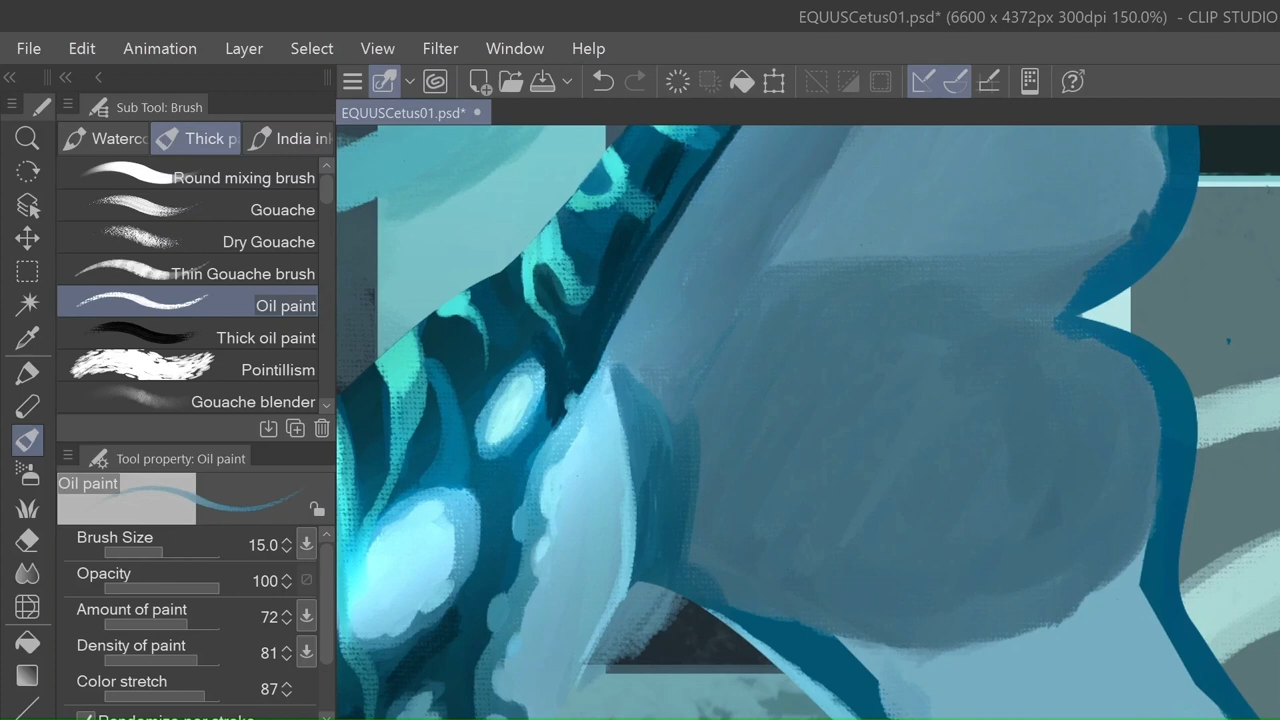 EQUUSCetus01.psd* (6600 x 4372px 300dpi 150.0%) - CLIP STUDIO
File Edit Animation Layer Select View Filter Window Help
Sub Tool: Brush
EQUUSCetus01.psd*
Waterc Thick p India in
Round mixing brush
Gouache
Dry Gouache
Thin Gouache brush
Oil paint
Thick oil paint
Pointillism
Gouache blender
Tool property: Oil paint
Oil paint
Brush Size 15.0
Opacity 100
Amount of paint 72
Density of paint 81
Color stretch 87
Randomize per stroke